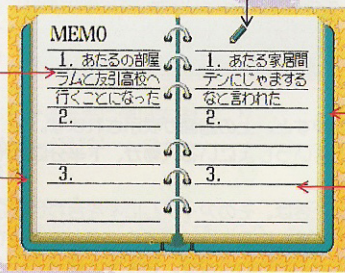 MEMO
1. あたるの部屋
ラムと友引高校へ
行くことになった
2.
3.
1. あたる家居間
テンにじゃまする
なと言われた
2.
3.